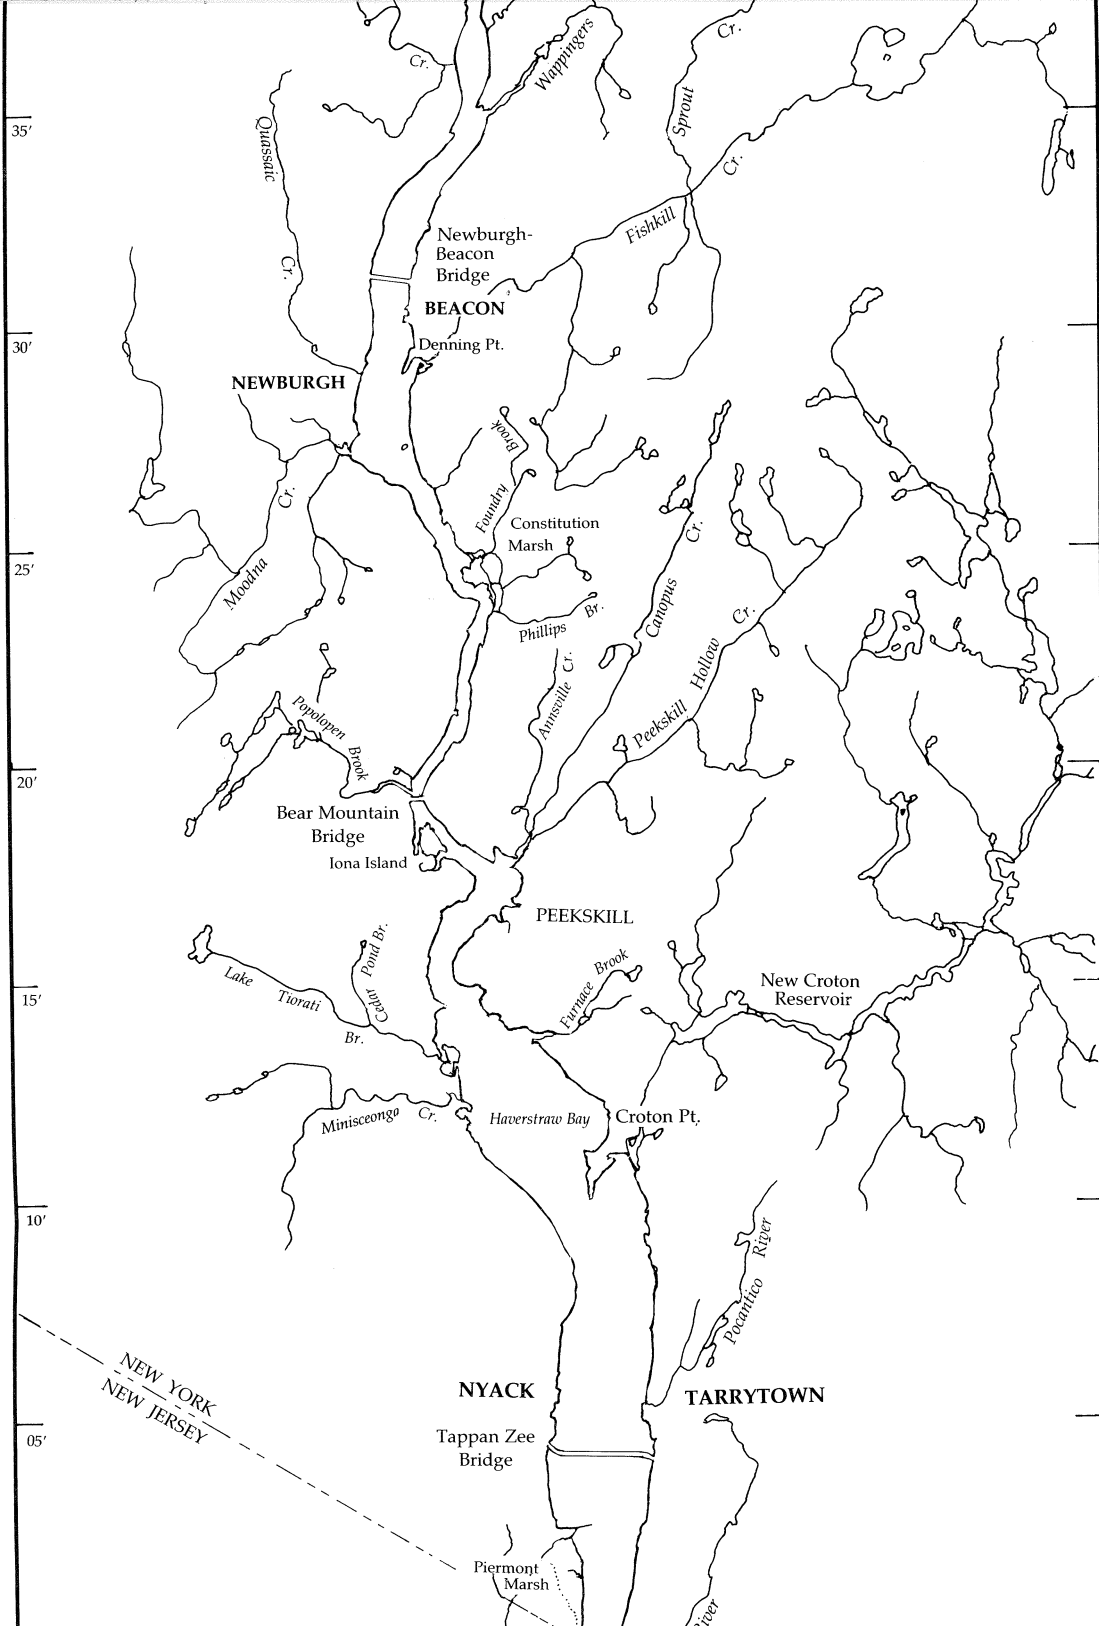 Cr.
Wappingers
Cr.
Sprout
35'
Quassaic
Cr.
Cr.
Fishkill
Newburgh-
Beacon
Bridge
BEACON
30'
Denning Pt.
NEWBURGH
Foundry Brook
Cr.
Moodna
Constitution
Marsh
Cr.
Canopus
25'
Phillips Br.
Cr.
Hollow
Peekskill
Annsville Cr.
Popolopen
Brook
20'
Bear Mountain
Bridge
Iona Island
PEEKSKILL
Cedar Pond Br.
Lake
Tiorati
Br.
Furnace Brook
New Croton
Reservoir
15'
Minisceonga Cr.
Haverstraw Bay
Croton Pt.
10'
Pocantico River
NEW YORK
NEW JERSEY
NYACK
TARRYTOWN
05'
Tappan Zee
Bridge
Piermont
Marsh
River